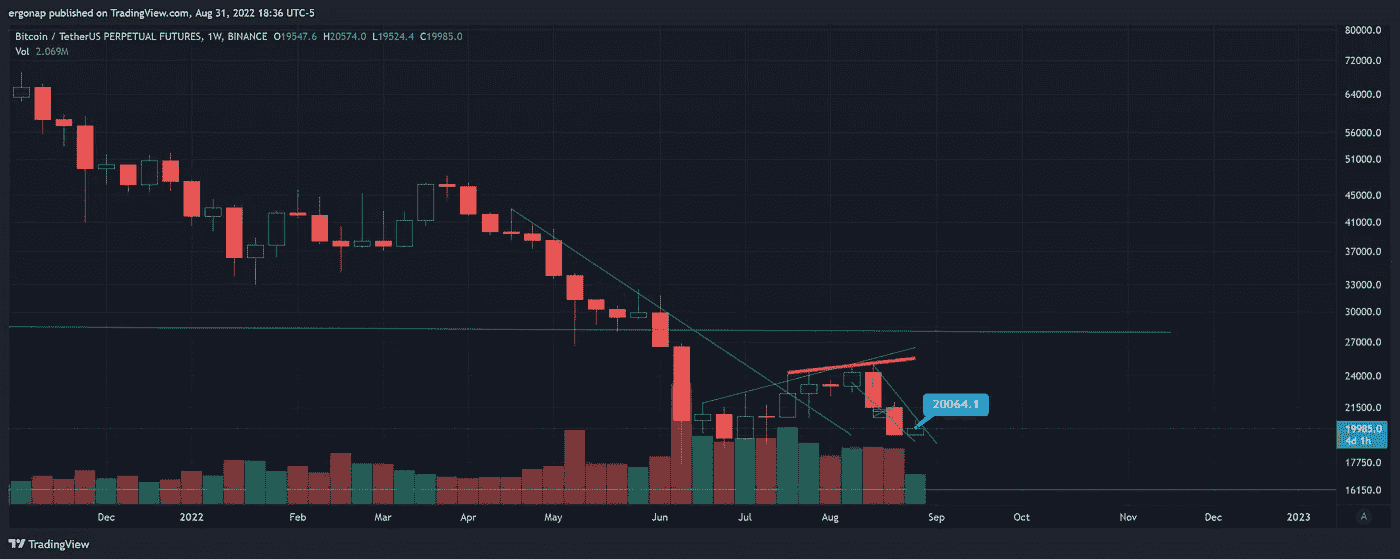 ergonap published on TradingView.com, Aug 31, 2022 18:36 UTC-5
Bitcoin / TetherUS PERPETUAL FUTURES, 1W, BINANCE O19547.6 H20574.0 L19524.4 C19985.0
Vol 2.069M
80000.0
72000.0
64000.0
56000.0
51000.0
45000.0
41000.0
37000.0
33000.0
30000.0
27000.0
24000.0
20064.1
21500.0
19985.0
4d 1h
17750.0
16150.0
Dec 2022 Feb Mar Apr May Jun Jul Aug Sep Oct Nov Dec 2023 A
TradingView